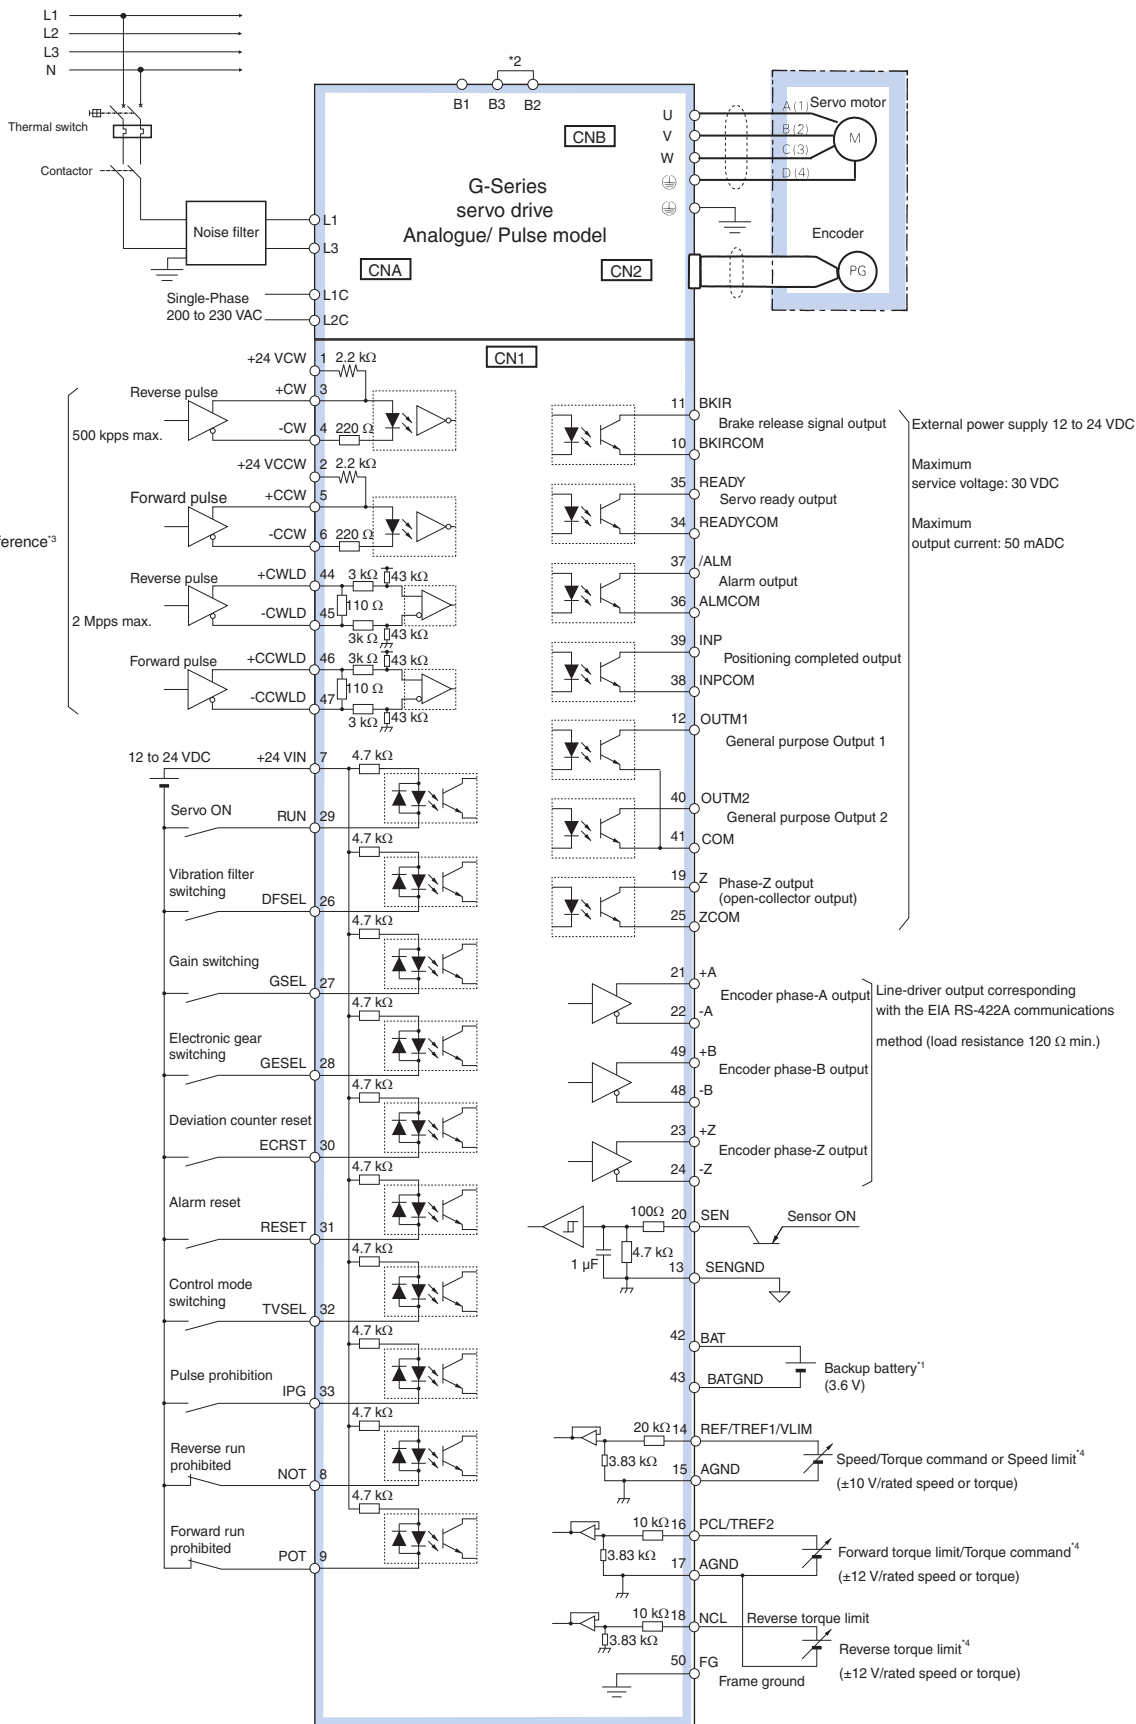 L1
L2
L3
N
Thermal switch
Contactor
Noise filter
L1
L3
Single-Phase
200 to 230 VAC
L1C
L2C
*2
B1 B3 B2
CNB
G-Series
servo drive
Analogue/ Pulse model
CNA
CN2
U
V
W
A (1)
B (2)
C (3)
D (4)
Servo motor
M
Encoder
PG
CN1
+24 VCW 1 2.2 kΩ
Reverse pulse
+CW 3
500 kpps max.
-CW 4 220 Ω
+24 VCCW 2 2.2 kΩ
Forward pulse
+CCW 5
-CCW 6 220 Ω
ference*3
Reverse pulse
+CWLD 44 3 kΩ 43 kΩ
110 Ω
2 Mpps max.
-CWLD 45
3k Ω 43 kΩ
Forward pulse
+CCWLD 46 3k Ω 43 kΩ
110 Ω
-CCWLD 47
3 kΩ 43 kΩ
12 to 24 VDC
+24 VIN 7 4.7 kΩ
Servo ON
RUN 29
4.7 kΩ
Vibration filter
switching
DFSEL 26
4.7 kΩ
Gain switching
GSEL 27
4.7 kΩ
Electronic gear
switching
GESEL 28
4.7 kΩ
Deviation counter reset
ECRST 30
4.7 kΩ
Alarm reset
RESET 31
4.7 kΩ
Control mode
switching
TVSEL 32
4.7 kΩ
Pulse prohibition
IPG 33
4.7 kΩ
Reverse run
prohibited
NOT 8
4.7 kΩ
Forward run
prohibited
POT 9
11 BKIR
Brake release signal output
10 BKIRCOM
35 READY
Servo ready output
34 READYCOM
37 /ALM
Alarm output
36 ALMCOM
39 INP
Positioning completed output
38 INPCOM
12 OUTM1
General purpose Output 1
40 OUTM2
General purpose Output 2
41 COM
19 Z
Phase-Z output
(open-collector output)
25 ZCOM
External power supply 12 to 24 VDC
Maximum
service voltage: 30 VDC
Maximum
output current: 50 mADC
21 +A
Encoder phase-A output
22 -A
49 +B
Encoder phase-B output
48 -B
23 +Z
Encoder phase-Z output
24 -Z
Line-driver output corresponding
with the EIA RS-422A communications
method (load resistance 120 Ω min.)
100Ω 20 SEN
Sensor ON
4.7 kΩ
1 µF
13 SENGND
42 BAT
Backup battery*1
(3.6 V)
43 BATGND
20 kΩ 14 REF/TREF1/VLIM
3.83 kΩ
15 AGND
Speed/Torque command or Speed limit*4
(±10 V/rated speed or torque)
10 kΩ 16 PCL/TREF2
3.83 kΩ
17 AGND
Forward torque limit/Torque command*4
(±12 V/rated speed or torque)
10 kΩ 18 NCL
Reverse torque limit
3.83 kΩ
Reverse torque limit*4
(±12 V/rated speed or torque)
50 FG
Frame ground